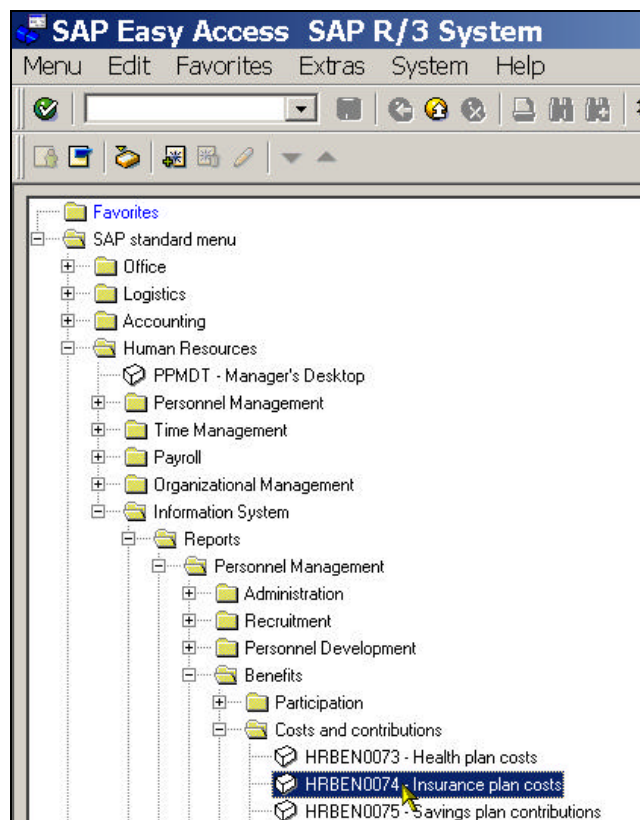 SAP Easy Access SAP R/3 System
Menu Edit Favorites Extras System Help
Favorites
SAP standard menu
Office
Logistics
Accounting
Human Resources
PPMDT - Manager's Desktop
Personnel Management
Time Management
Payroll
Organizational Management
Information System
Reports
Personnel Management
Administration
Recruitment
Personnel Development
Benefits
Participation
Costs and contributions
HRBEN0073 - Health plan costs
HRBEN0074 - Insurance plan costs
HRBEN0075 - Savings plan contributions